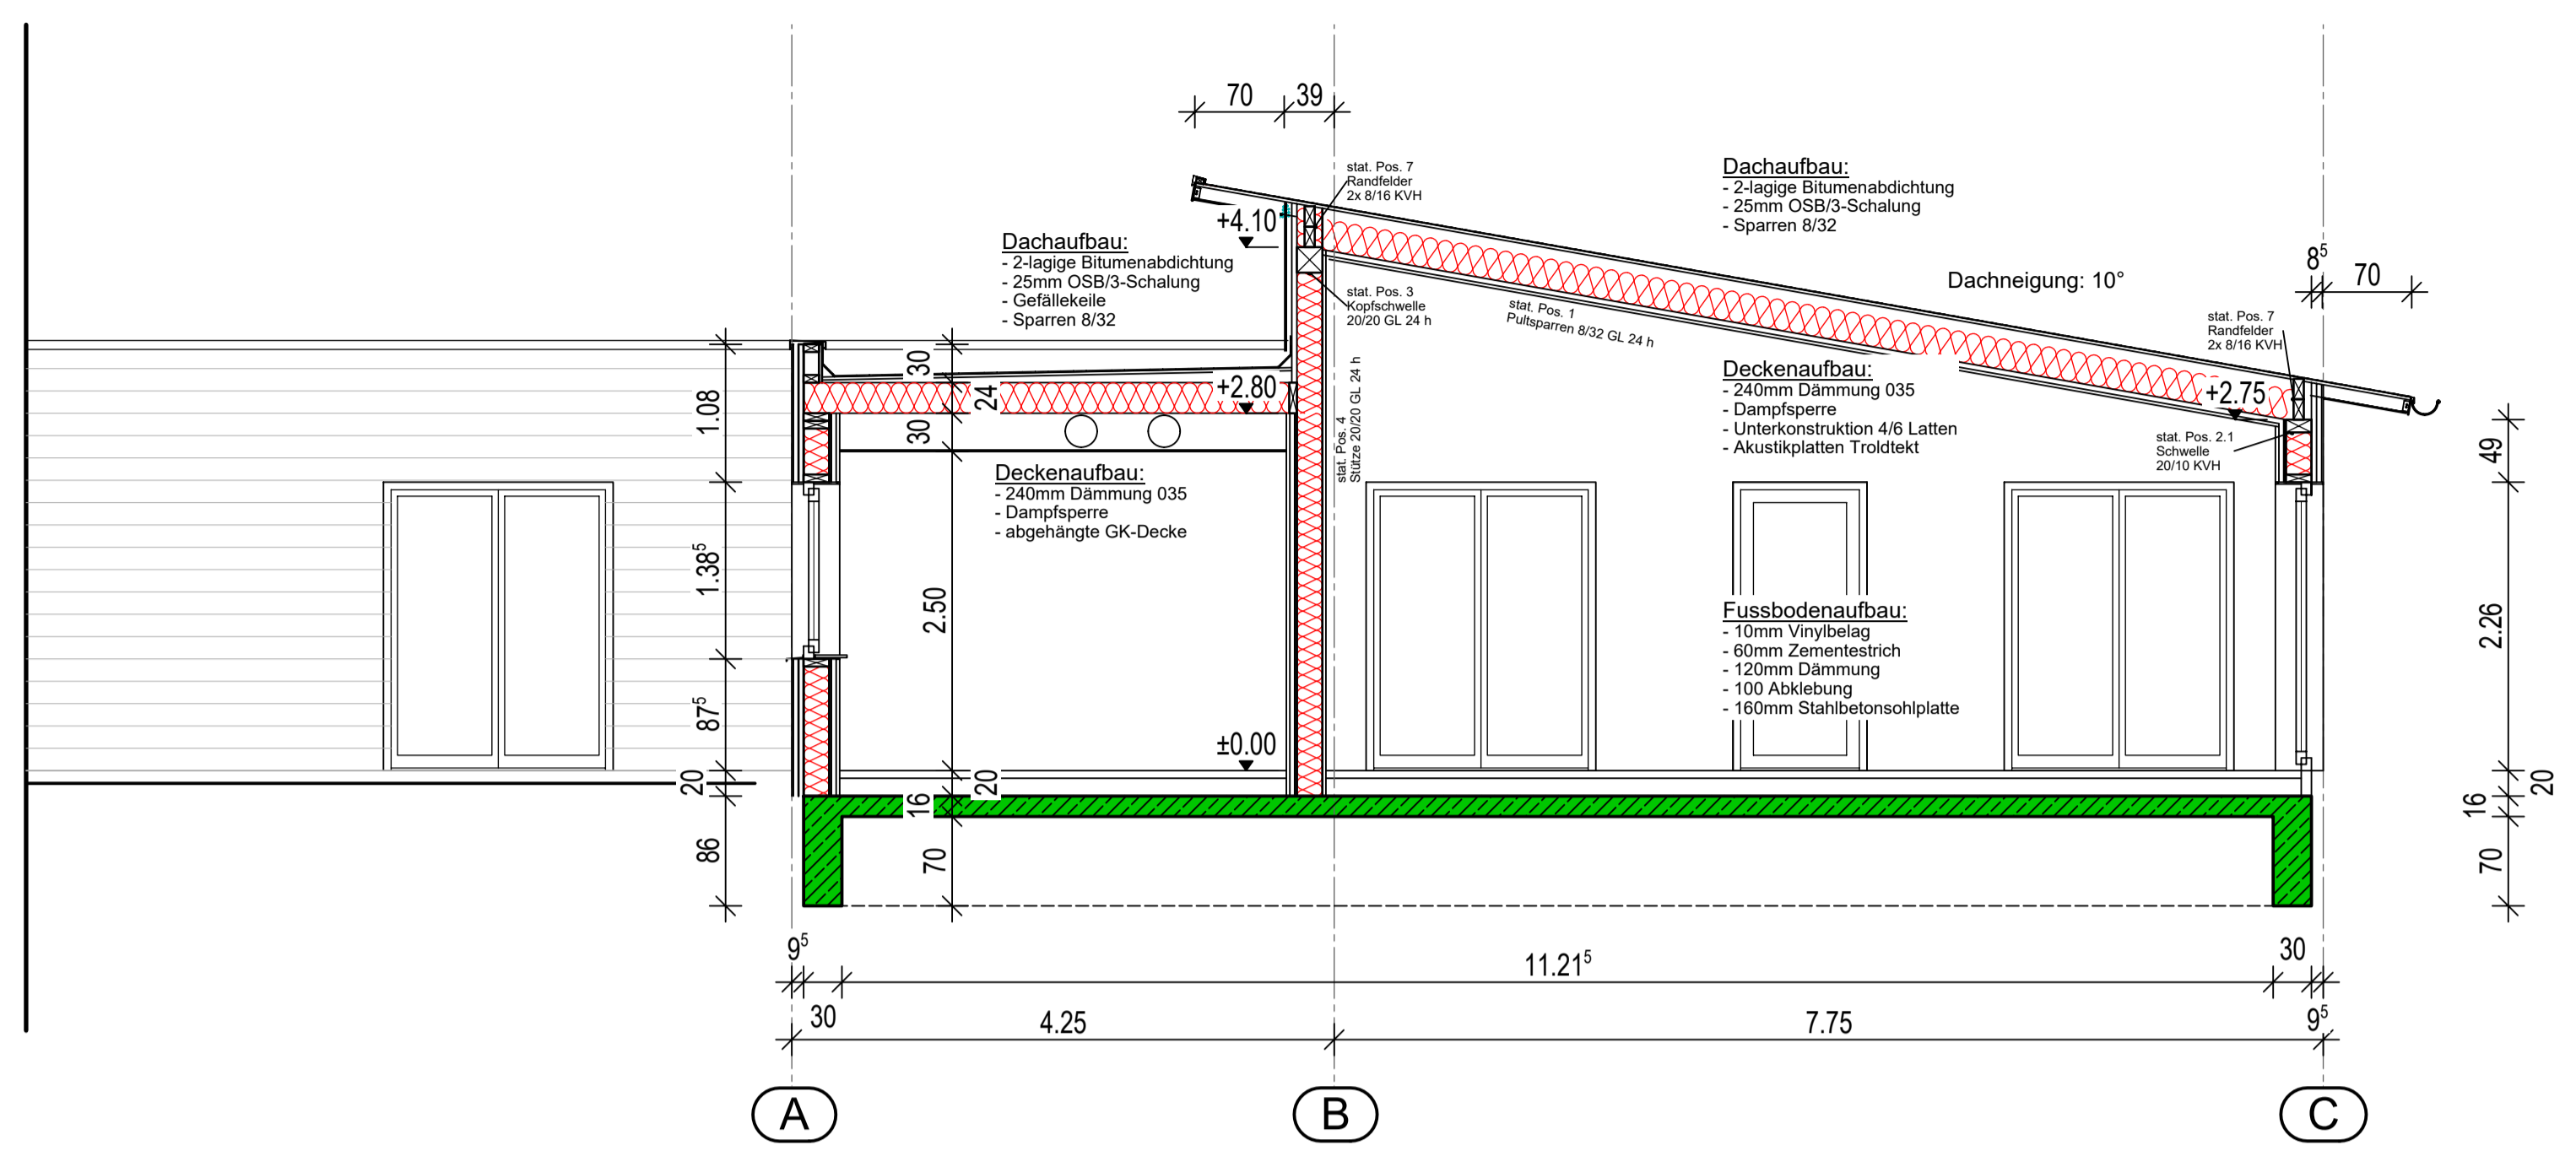 70
39
stat. Pos. 7
Randfelder
2x 8/16 KVH
Dachaufbau:
- 2-lagige Bitumenabdichtung
- 25mm OSB/3-Schalung
- Sparren 8/32
+4.10
Dachaufbau:
- 2-lagige Bitumenabdichtung
- 25mm OSB/3-Schalung
- Gefällekeile
- Sparren 8/32
Dachneigung: 10°
8⁵
70
stat. Pos. 3
Kopfschwelle
20/20 GL 24 h
stat. Pos. 1
Pultsparren 8/32 GL 24 h
stat. Pos. 7
Randfelder
2x 8/16 KVH
30
24
30
+2.80
1.08
stat. Pos. 4
Stütze 20/20 GL 24 h
Deckenaufbau:
- 240mm Dämmung 035
- Dampfsperre
- Unterkonstruktion 4/6 Latten
- Akustikplatten Troldtekt
+2.75
stat. Pos. 2.1
Schwelle
20/10 KVH
49
Deckenaufbau:
- 240mm Dämmung 035
- Dampfsperre
- abgehängte GK-Decke
1.38⁵
2.50
2.26
Fussbodenaufbau:
- 10mm Vinylbelag
- 60mm Zementestrich
- 120mm Dämmung
- 100 Abklebung
- 160mm Stahlbetonsohlplatte
87⁵
±0.00
20
20
20
16
16
86
70
70
9⁵
11.21⁵
30
30
4.25
7.75
9⁵
A
B
C